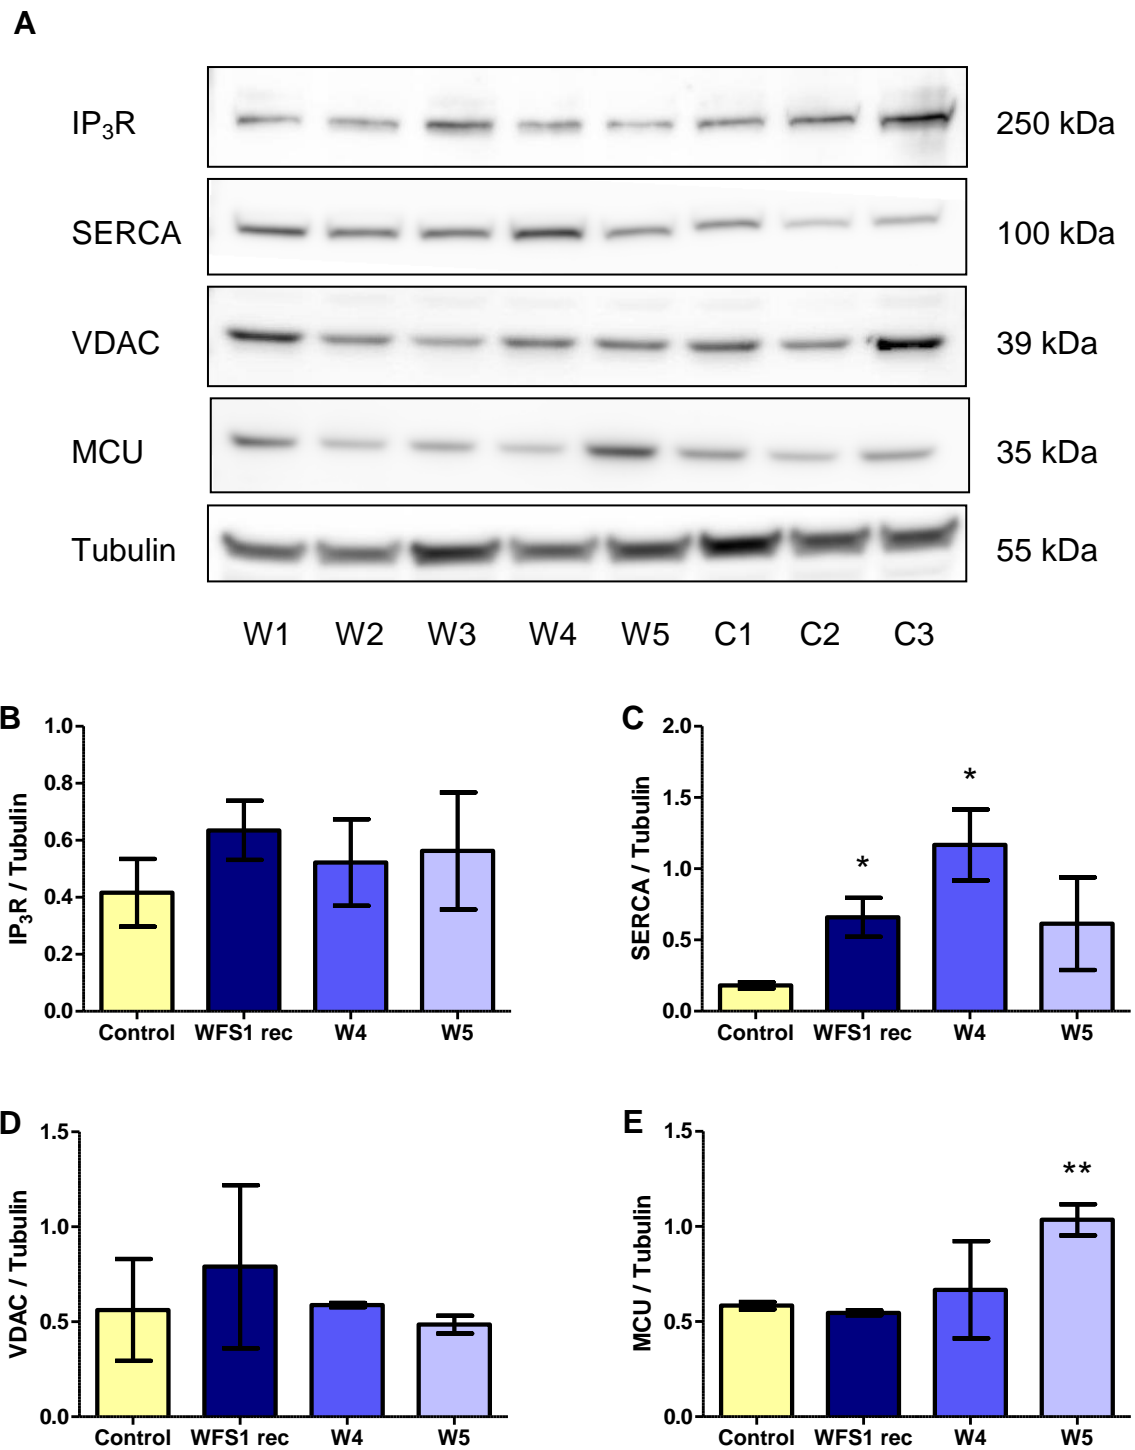 A
IP₃R 250 kDa
SERCA 100 kDa
VDAC 39 kDa
MCU 35 kDa
Tubulin 55 kDa
W1 W2 W3 W4 W5 C1 C2 C3
B
IP₃R / Tubulin
1.0
0.8
0.6
0.4
0.2
0.0
Control WFS1 rec W4 W5
C
SERCA / Tubulin
2.0
1.5
1.0
0.5
0.0
* *
Control WFS1 rec W4 W5
D
VDAC / Tubulin
1.5
1.0
0.5
0.0
Control WFS1 rec W4 W5
E
MCU / Tubulin
1.5
1.0
0.5
0.0
**
Control WFS1 rec W4 W5